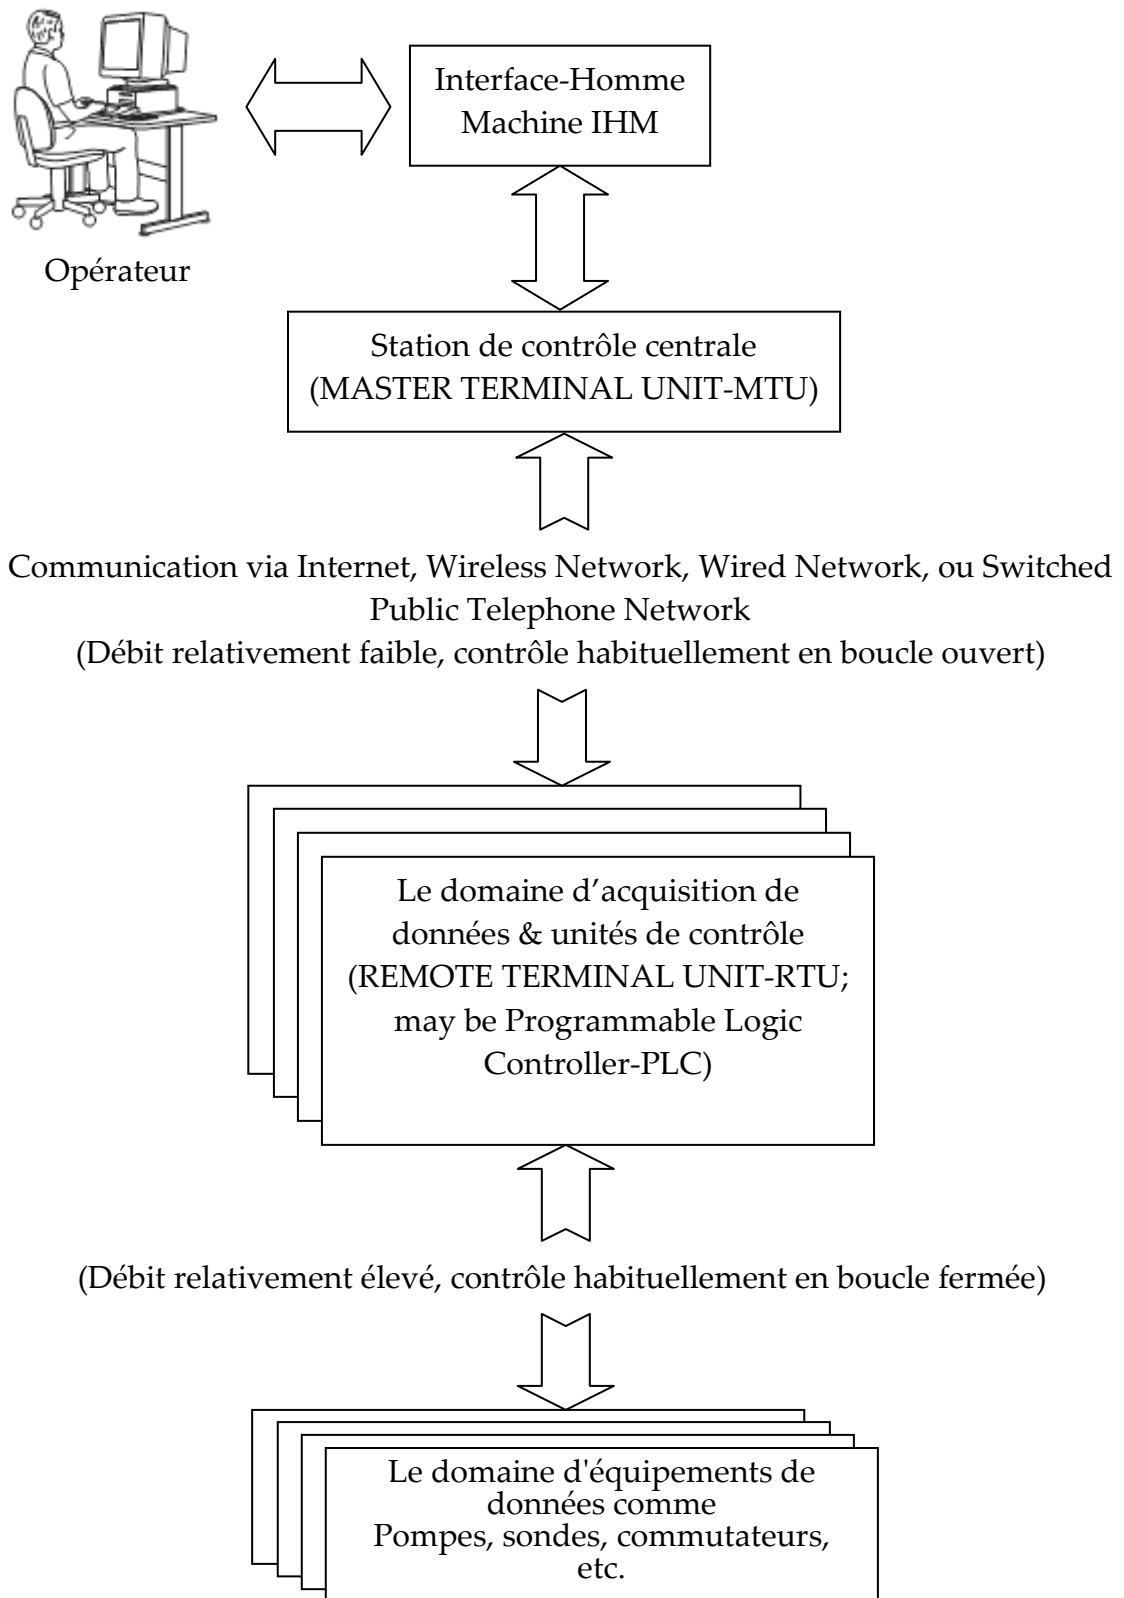 Interface-Homme
Machine IHM
Opérateur
Station de contrôle centrale
(MASTER TERMINAL UNIT-MTU)
Communication via Internet, Wireless Network, Wired Network, ou Switched
Public Telephone Network
(Débit relativement faible, contrôle habituellement en boucle ouvert)
Le domaine d’acquisition de
données & unités de contrôle
(REMOTE TERMINAL UNIT-RTU;
may be Programmable Logic
Controller-PLC)
(Débit relativement élevé, contrôle habituellement en boucle fermée)
Le domaine d'équipements de
données comme
Pompes, sondes, commutateurs,
etc.